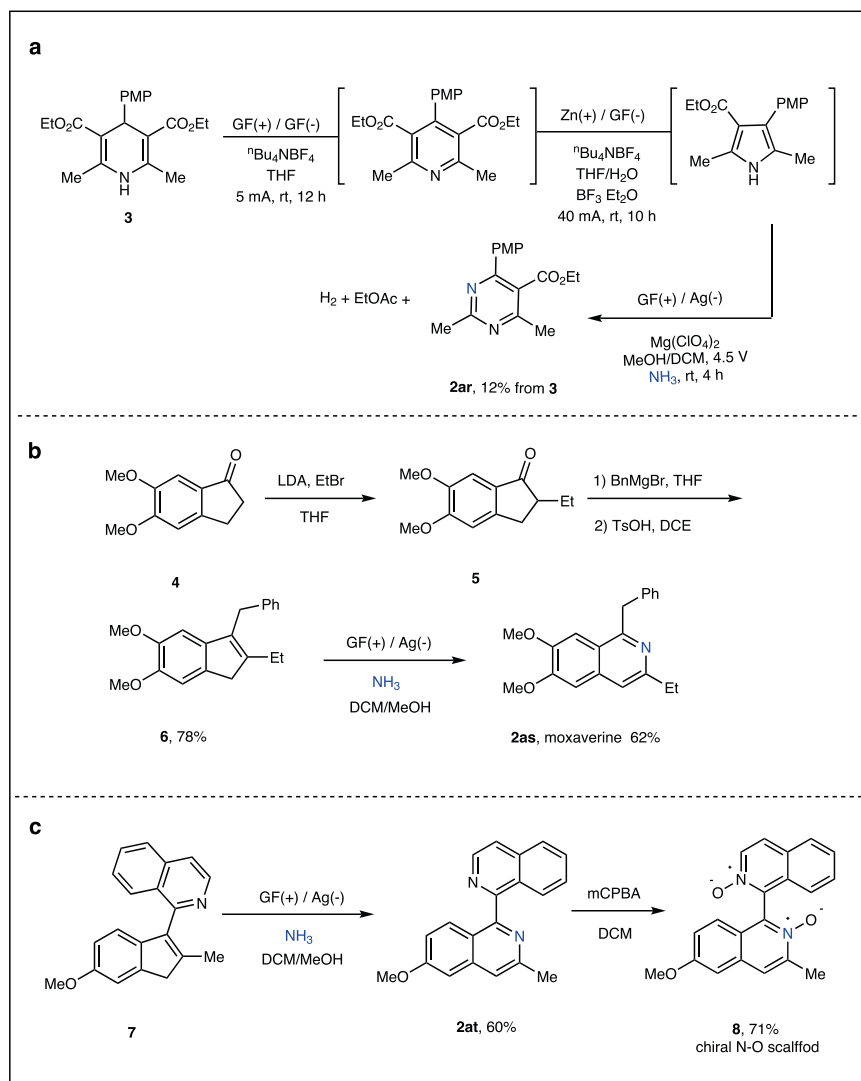 a
PMP
EtO₂C
CO₂Et
Me
N
H
Me
3
GF(+) / GF(-)
ⁿBu₄NBF₄
THF
5 mA, rt, 12 h
PMP
EtO₂C
CO₂Et
Me
N
Me
Zn(+) / GF(-)
ⁿBu₄NBF₄
THF/H₂O
BF₃ Et₂O
40 mA, rt, 10 h
EtO₂C
PMP
Me
N
H
Me
H₂ + EtOAc +
PMP
N
CO₂Et
Me
N
Me
2ar, 12% from 3
GF(+) / Ag(-)
Mg(ClO₄)₂
MeOH/DCM, 4.5 V
NH₃, rt, 4 h
b
O
MeO
MeO
4
LDA, EtBr
THF
O
MeO
Et
MeO
5
1) BnMgBr, THF
2) TsOH, DCE
Ph
MeO
Et
MeO
6, 78%
GF(+) / Ag(-)
NH₃
DCM/MeOH
Ph
MeO
N
MeO
Et
2as, moxaverine 62%
c
N
Me
MeO
7
GF(+) / Ag(-)
NH₃
DCM/MeOH
N
N
MeO
Me
2at, 60%
mCPBA
DCM
-
O
N
•
•
N
O
-
MeO
Me
8, 71%
chiral N-O scalffod